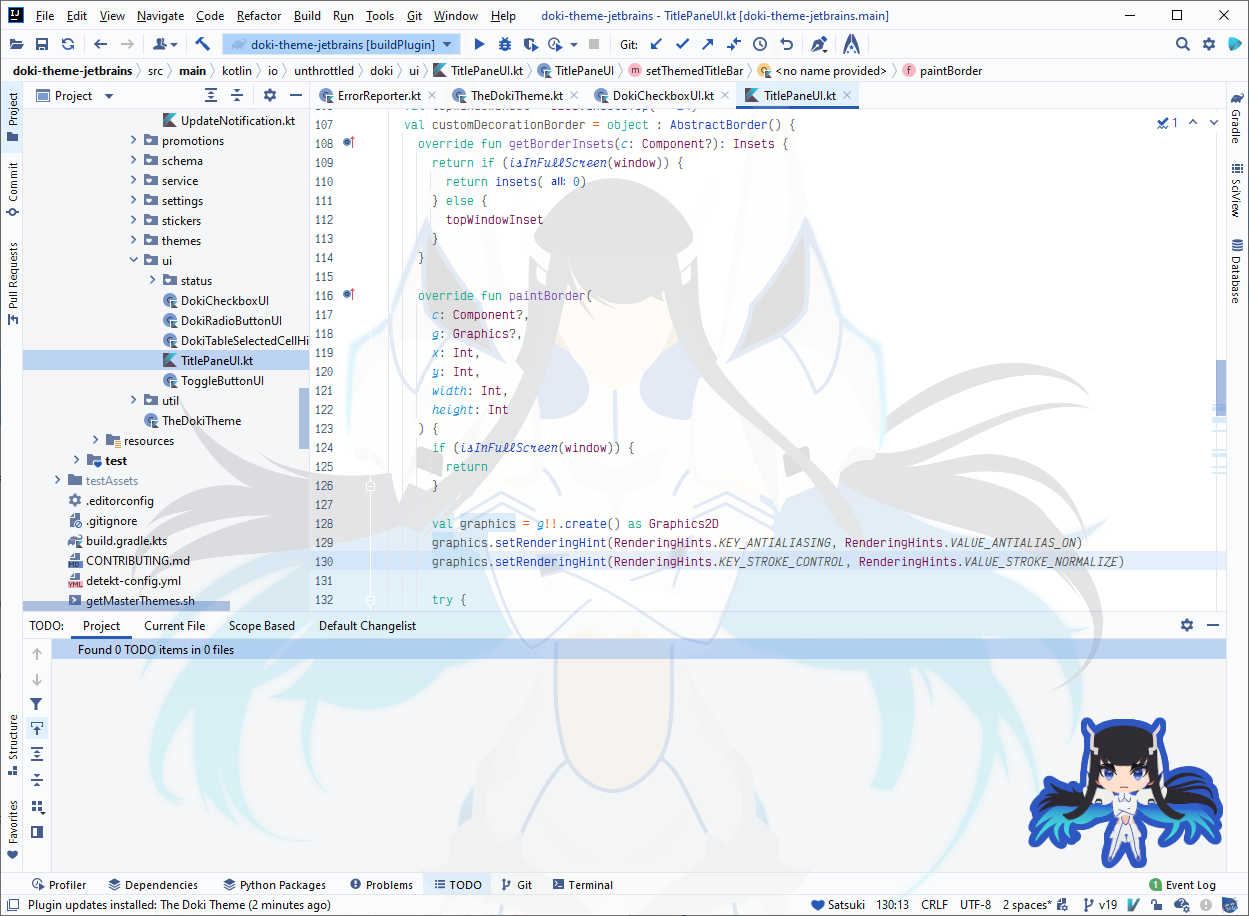 File Edit View Navigate Code Refactor Build Run Tools Git Window Help doki-theme-jetbrains - TitlePaneUI.kt [doki-theme-jetbrains.main]
doki-theme-jetbrains [buildPlugin] Git:
doki-theme-jetbrains src main kotlin io unthrottled doki ui TitlePaneUI.kt TitlePaneUI setThemedTitleBar <no name provided> paintBorder
Project
Commit
Pull Requests
Structure
Favorites
Project
UpdateNotification.kt
promotions
schema
service
settings
stickers
themes
ui
status
DokiCheckboxUI
DokiRadioButtonUI
DokiTableSelectedCellHi
TitlePaneUI.kt
ToggleButtonUI
util
TheDokiTheme
resources
test
testAssets
.editorconfig
.gitignore
build.gradle.kts
CONTRIBUTING.md
detekt-config.yml
getMasterThemes.sh
ErrorReporter.kt TheDokiTheme.kt DokiCheckboxUI.kt TitlePaneUI.kt
1
107 val customDecorationBorder = object : AbstractBorder() {
108 override fun getBorderInsets(c: Component?): Insets {
109 return if (isInFullScreen(window)) {
110 return insets( all: 0)
111 } else {
112 topWindowInset
113 }
114 }
115
116 override fun paintBorder(
117 c: Component?,
118 g: Graphics?,
119 x: Int,
120 y: Int,
121 width: Int,
122 height: Int
123 ) {
124 if (isInFullScreen(window)) {
125 return
126 }
127
128 val graphics = g!!.create() as Graphics2D
129 graphics.setRenderingHint(RenderingHints.KEY_ANTIALIASING, RenderingHints.VALUE_ANTIALIAS_ON)
130 graphics.setRenderingHint(RenderingHints.KEY_STROKE_CONTROL, RenderingHints.VALUE_STROKE_NORMALIZE)
131
132 try {
Gradle
SciView
Database
TODO: Project Current File Scope Based Default Changelist
Found 0 TODO items in 0 files
Profiler Dependencies Python Packages Problems TODO Git Terminal 1 Event Log
Plugin updates installed: The Doki Theme (2 minutes ago) Satsuki 130:13 CRLF UTF-8 2 spaces* v19